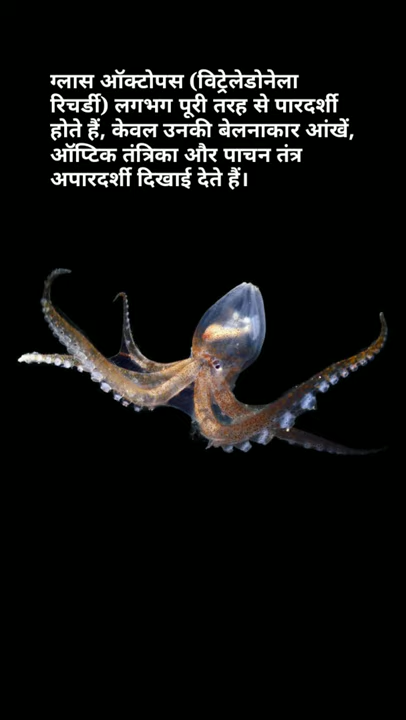 ग्लास ऑक्टोपस (विट्रेलेडोनेला
रिचर्डी) लगभग पूरी तरह से पारदर्शी
होते हैं, केवल उनकी बेलनाकार आंखें,
ऑप्टिक तंत्रिका और पाचन तंत्र
अपारदर्शी दिखाई देते हैं।